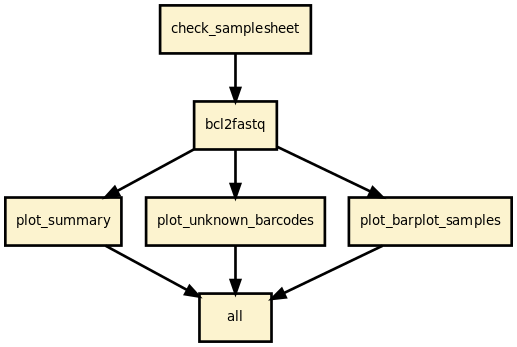 check_samplesheet
bcl2fastq
plot_summary
plot_unknown_barcodes
plot_barplot_samples
all